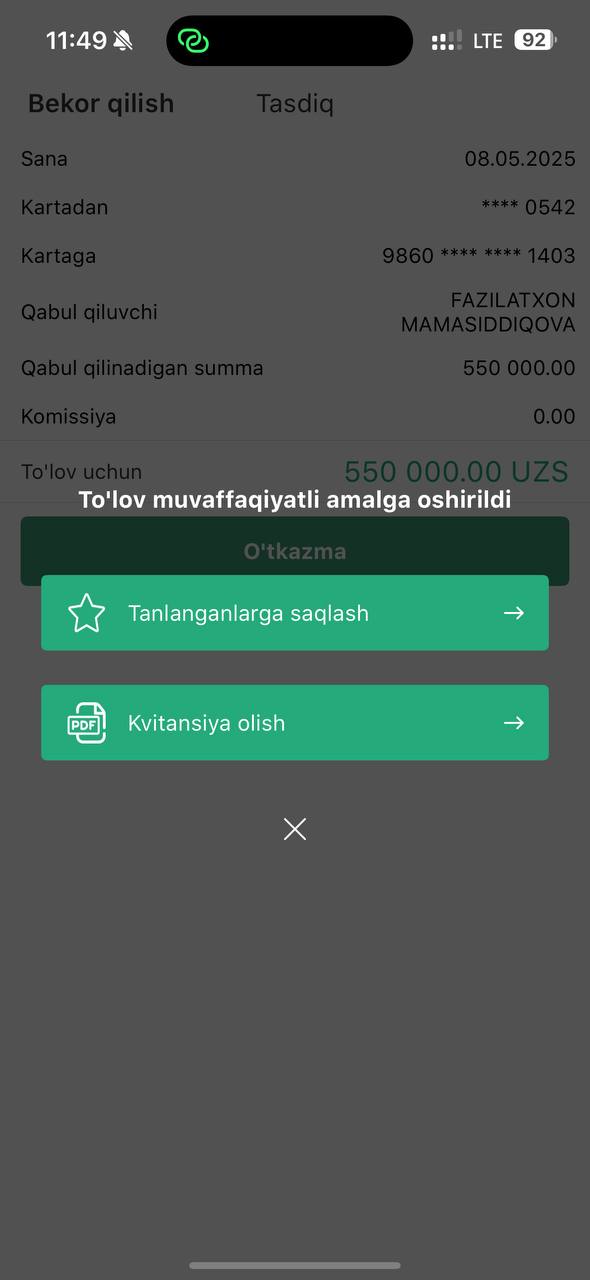 11:49 LTE 92
Bekor qilish Tasdiq
Sana 08.05.2025
Kartadan **** 0542
Kartaga 9860 **** **** 1403
Qabul qiluvchi FAZILATXON
MAMASIDDIQOVA
Qabul qilinadigan summa 550 000.00
Komissiya 0.00
To'lov uchun 550 000.00 UZS
To'lov muvaffaqiyatli amalga oshirildi
O'tkazma
Tanlanganlarga saqlash
PDF Kvitansiya olish